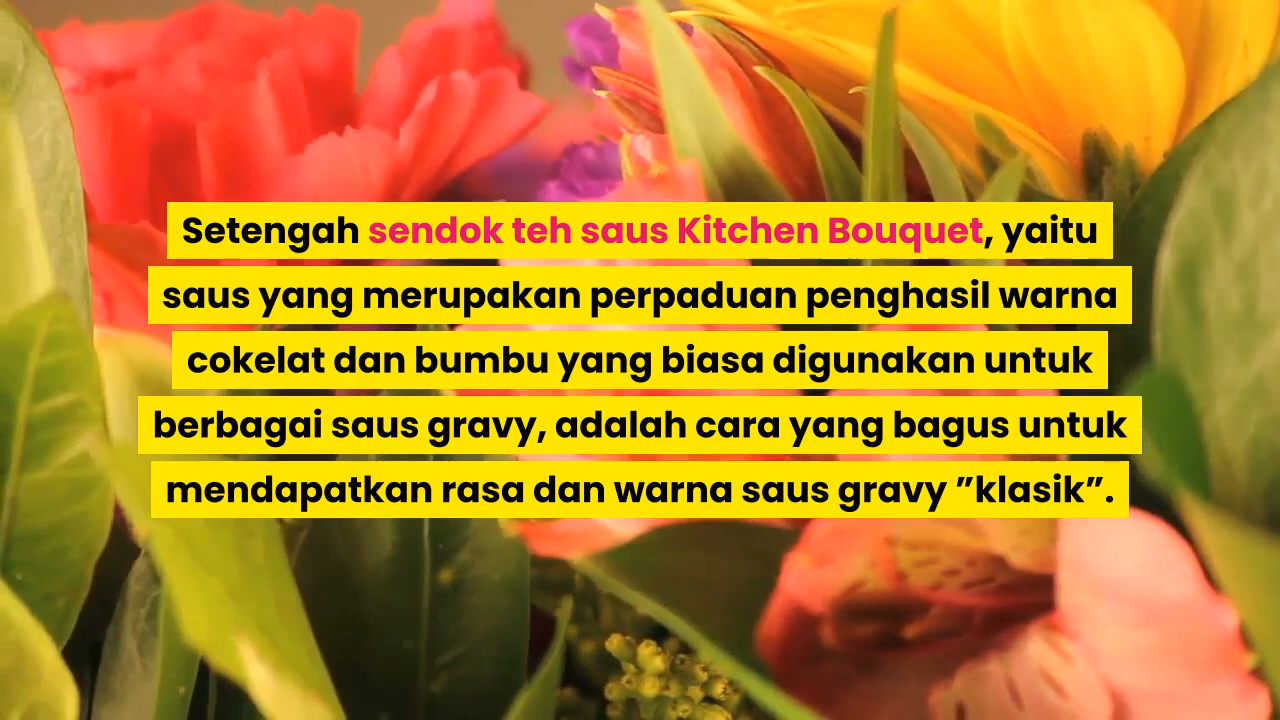 Setengah sendok teh saus Kitchen Bouquet, yaitu
saus yang merupakan perpaduan penghasil warna
cokelat dan bumbu yang biasa digunakan untuk
berbagai saus gravy, adalah cara yang bagus untuk
mendapatkan rasa dan warna saus gravy ”klasik”.